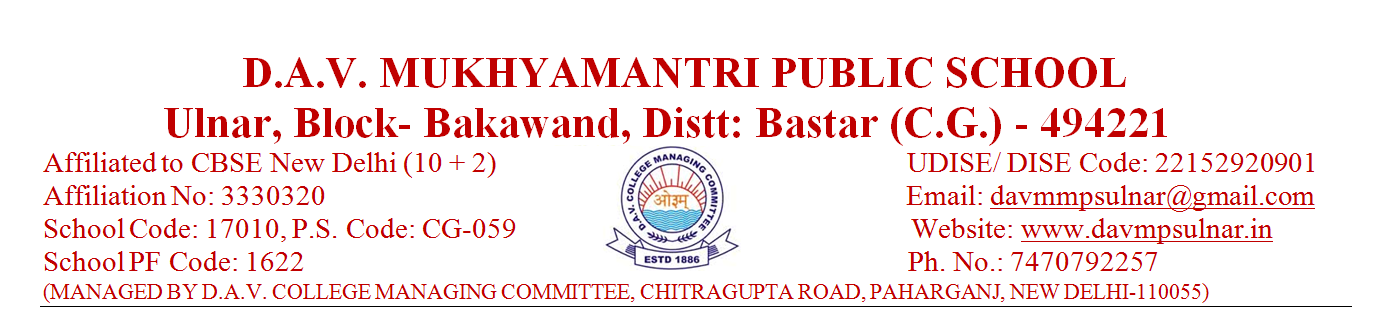 D.A.V. MUKHYAMANTRI PUBLIC SCHOOL
Ulnar, Block- Bakawand, Distt: Bastar (C.G.) - 494221
Affiliated to CBSE New Delhi (10 + 2)
Affiliation No: 3330320
School Code: 17010, P.S. Code: CG-059
School PF Code: 1622
D.A.V. COLLEGE MANAGING COMMITTEE
ओ३म्
ESTD 1886
UDISE/ DISE Code: 22152920901
Email: davmmpsulnar@gmail.com
Website: www.davmpsulnar.in
Ph. No.: 7470792257
(MANAGED BY D.A.V. COLLEGE MANAGING COMMITTEE, CHITRAGUPTA ROAD, PAHARGANJ, NEW DELHI-110055)